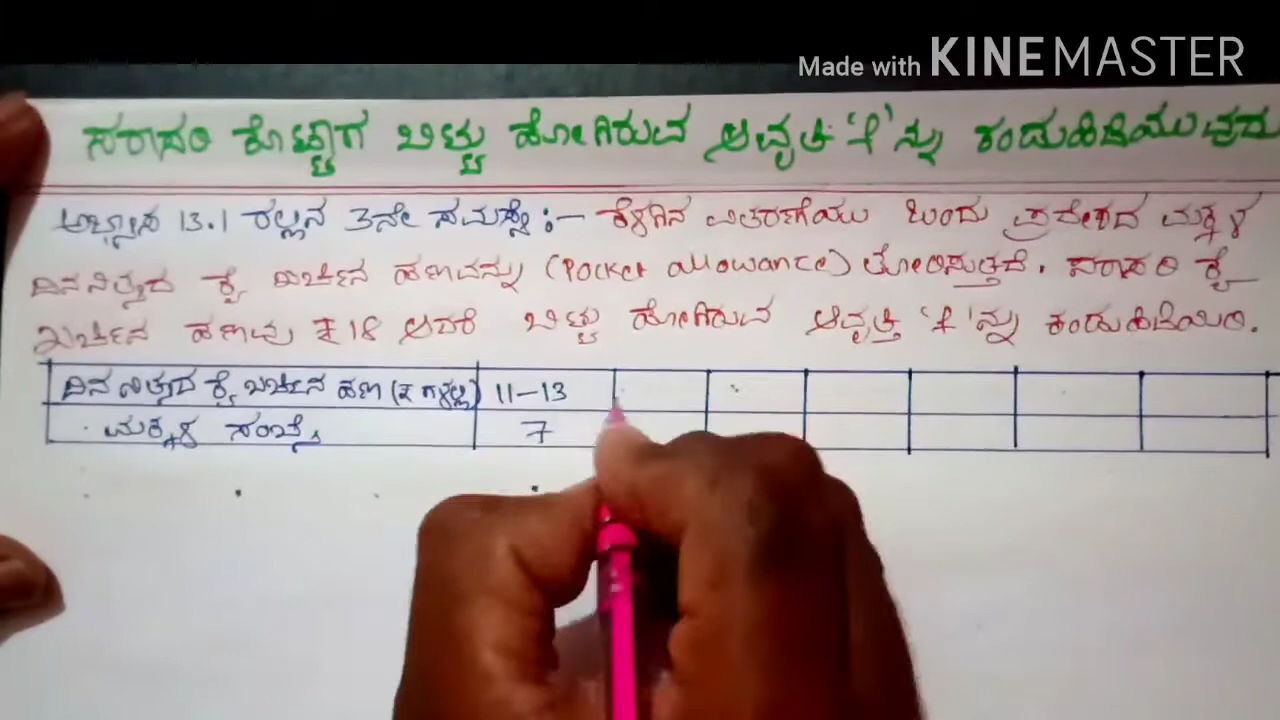 Made with KINEMASTER
ಸರಾಸರಿ ಕೊಟ್ಟಾಗ ಬಿಟ್ಟು ಹೋಗಿರುವ ಆವೃತ್ತಿ ‘f’ ನ್ನು ಕಂಡುಹಿಡಿಯುವುದು
ಅಭ್ಯಾಸ 13.1 ರಲ್ಲಿನ 3ನೇ ಸಮಸ್ಯೆ :- ಕೆಳಗಿನ ವಿತರಣೆಯು ಒಂದು ಪ್ರದೇಶದ ಮಕ್ಕಳ
ದಿನನಿತ್ಯದ ಕೈ ಖರ್ಚಿನ ಹಣವನ್ನು (Pocket allowance) ತೋರಿಸುತ್ತದೆ. ಸರಾಸರಿ ಕೈ
ಖರ್ಚಿನ ಹಣವು ₹18 ಆದರೆ ಬಿಟ್ಟು ಹೋಗಿರುವ ಆವೃತ್ತಿ ‘f’ ನ್ನು ಕಂಡುಹಿಡಿಯಿರಿ.
ದಿನನಿತ್ಯದ ಕೈ ಖರ್ಚಿನ ಹಣ (₹ ಗಳಲ್ಲಿ) 11-13
ಮಕ್ಕಳ ಸಂಖ್ಯೆ 7